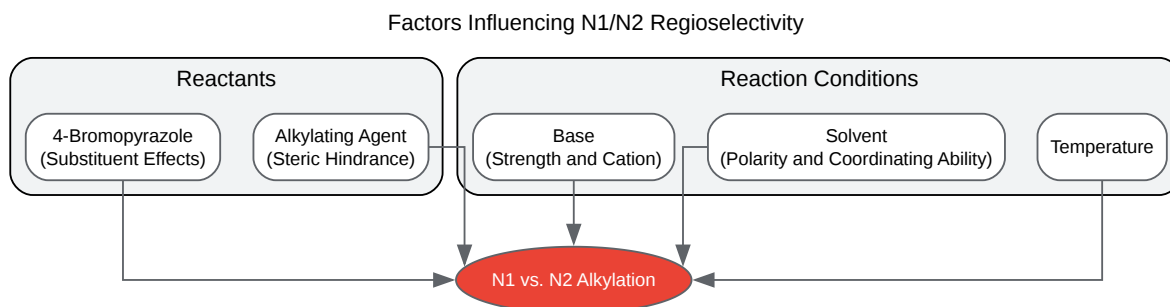 Factors Influencing N1/N2 Regioselectivity
Reactants
4-Bromopyrazole
(Substituent Effects)
Alkylating Agent
(Steric Hindrance)
Reaction Conditions
Base
(Strength and Cation)
Solvent
(Polarity and Coordinating Ability)
Temperature
N1 vs. N2 Alkylation